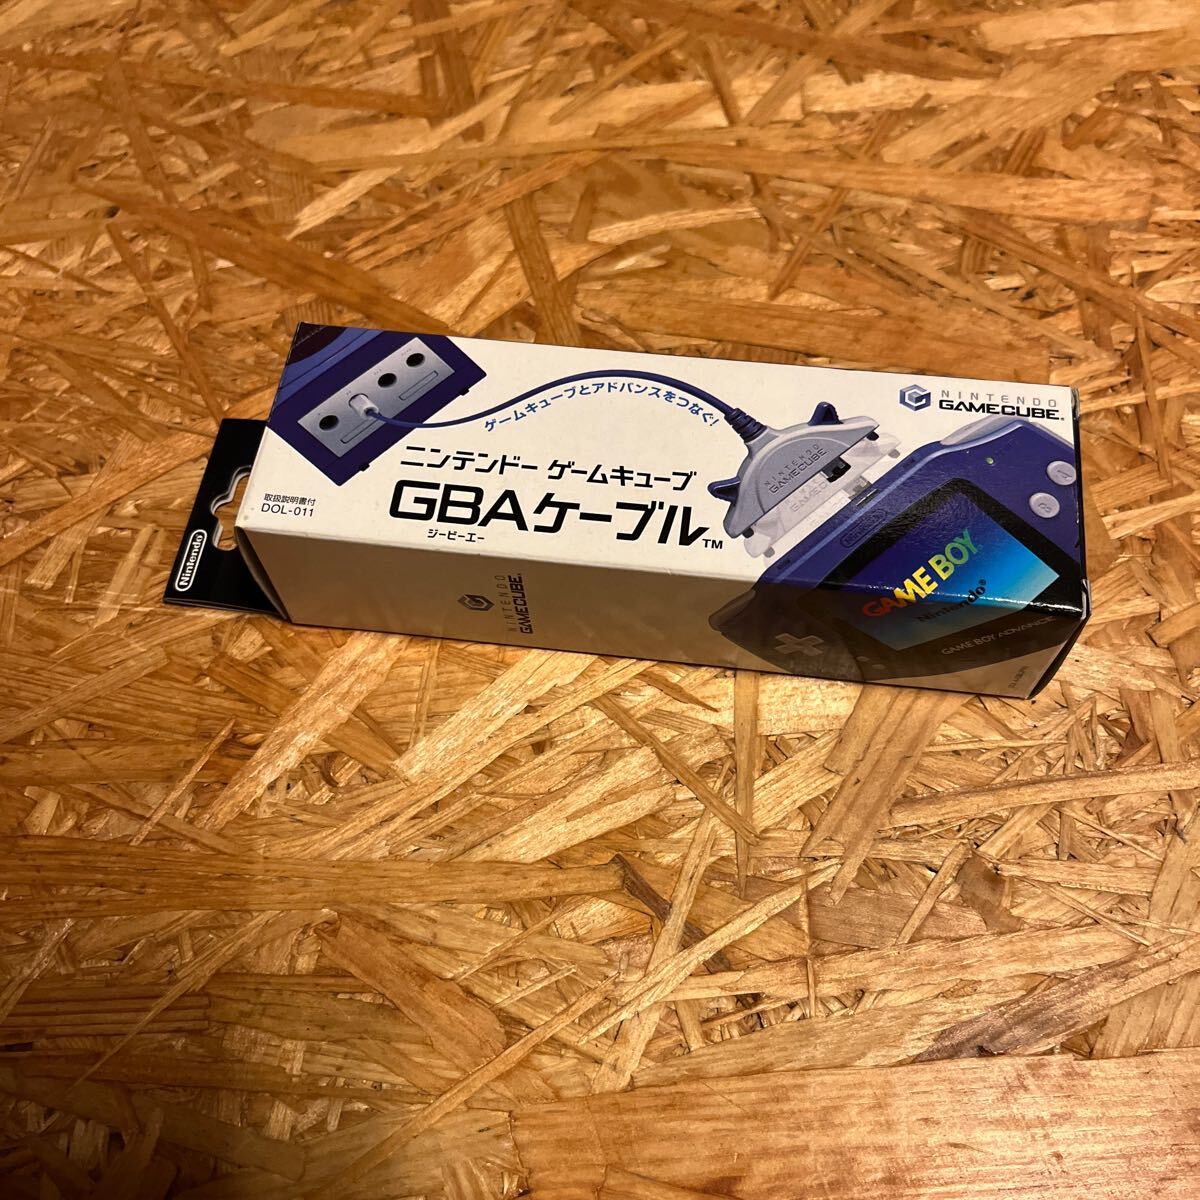 ゲームキューブとアドバンスをつなぐ!
NINTENDO
GAMECUBE®
ニンテンドー ゲームキューブ
GBAケーブル™
ジービーエー
取扱説明書付
DOL-011
Nintendo®
NINTENDO
GAMECUBE
A
B
Nintendo
GAME BOY
Nintendo®
GAME BOY ADVANCE
NINTENDO
GAMECUBE®